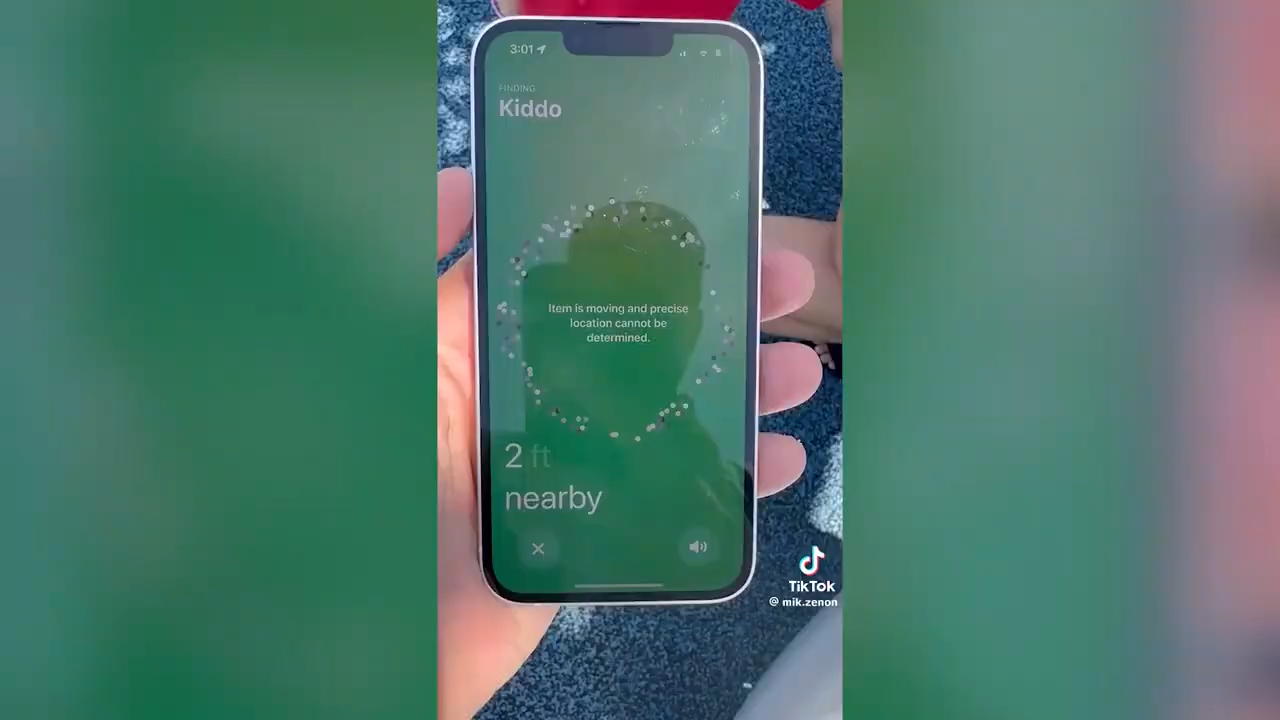 3:01
FINDING
Kiddo
Item is moving and precise
location cannot be
determined.
2 ft
nearby
TikTok
@ mik.zenon